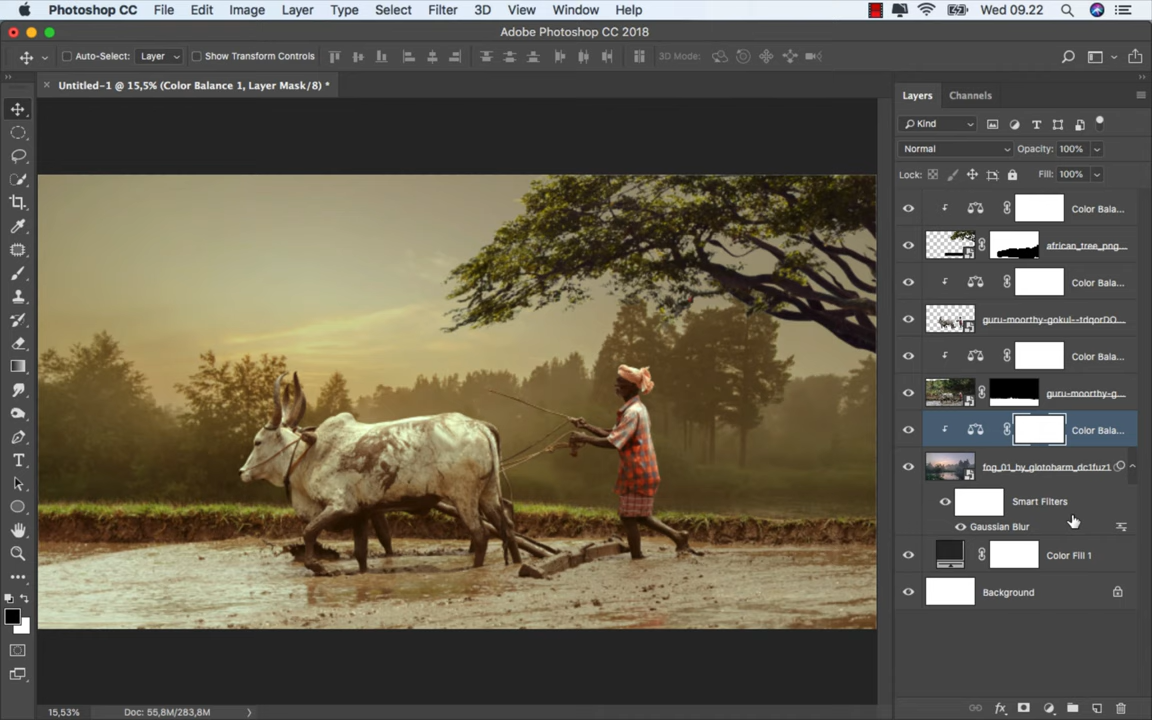 Photoshop CC File Edit Image Layer Type Select Filter 3D View Window Help Wed 09.22
Adobe Photoshop CC 2018
Auto-Select: Layer Show Transform Controls 3D Mode:
× Untitled-1 @ 15,5% (Color Balance 1, Layer Mask/8) *
Layers Channels
Kind
Normal Opacity: 100%
Lock: Fill: 100%
Color Bala...
african_tree_png...
Color Bala...
guru-moorthy-gokul--tdqorDO...
Color Bala...
guru-moorthy-g...
Color Bala...
fog_01_by_giotobarm_dc1fuz1
Smart Filters
Gaussian Blur
Color Fill 1
Background
15,53% Doc: 55,8M/283,8M